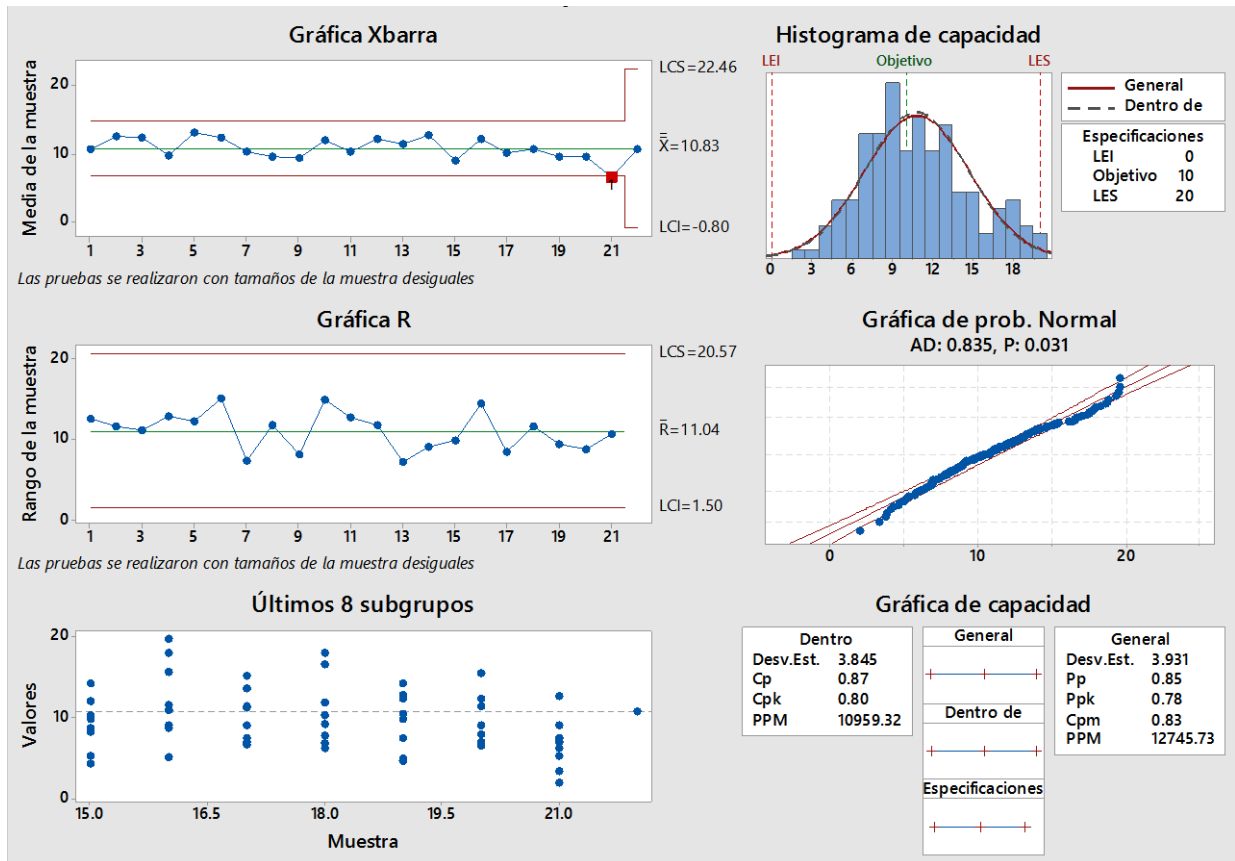 Gráfica Xbarra
Media de la muestra
20
10
0
LCS=22.46
X=10.83
LCI=-0.80
1
1 3 5 7 9 11 13 15 17 19 21
Las pruebas se realizaron con tamaños de la muestra desiguales
Histograma de capacidad
LEI Objetivo LES
0 3 6 9 12 15 18
General
Dentro de
Especificaciones
LEI 0
Objetivo 10
LES 20
Gráfica R
Rango de la muestra
20
10
0
LCS=20.57
R=11.04
LCI=1.50
1 3 5 7 9 11 13 15 17 19 21
Las pruebas se realizaron con tamaños de la muestra desiguales
Gráfica de prob. Normal
AD: 0.835, P: 0.031
0 10 20
Últimos 8 subgrupos
Valores
20
10
0
15.0 16.5 18.0 19.5 21.0
Muestra
Gráfica de capacidad
Dentro
Desv.Est. 3.845
Cp 0.87
Cpk 0.80
PPM 10959.32
General
Dentro de
Especificaciones
General
Desv.Est. 3.931
Pp 0.85
Ppk 0.78
Cpm 0.83
PPM 12745.73